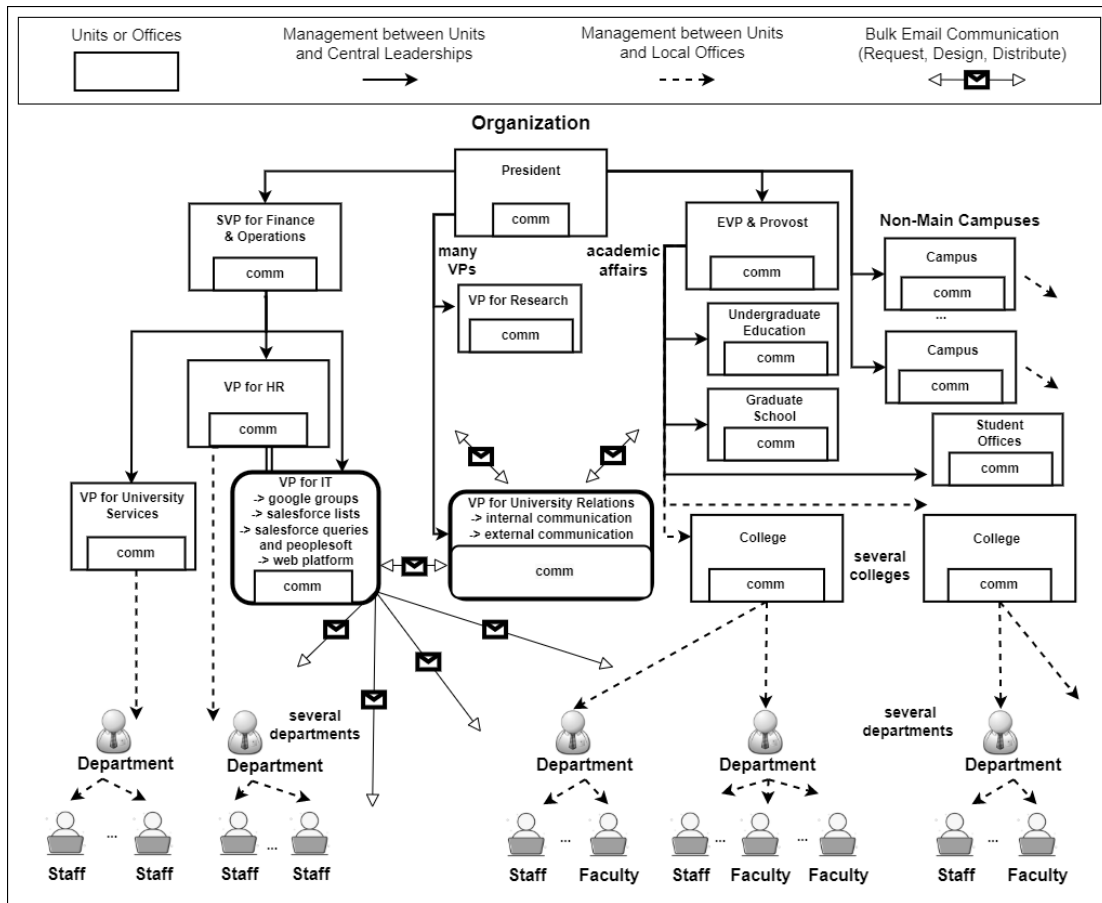 Units or Offices
Management between Units
and Central Leaderships
Management between Units
and Local Offices
Bulk Email Communication
(Request, Design, Distribute)
Organization
President
comm
SVP for Finance
& Operations
comm
many
VPs
academic
affairs
EVP & Provost
comm
Non-Main Campuses
Campus
comm
...
VP for Research
comm
Undergraduate
Education
comm
Campus
comm
VP for HR
comm
Graduate
School
comm
Student
Offices
comm
VP for University
Services
comm
VP for IT
-> google groups
-> salesforce lists
-> salesforce queries
and peoplesoft
-> web platform
comm
VP for University Relations
-> internal communication
-> external communication
comm
College
comm
several
colleges
College
comm
several
departments
several
departments
Department
Department
Department
Department
Department
Staff
...
Staff
Staff
...
Staff
Staff
...
Faculty
Staff
...
Faculty
...
Faculty
Staff
...
Faculty